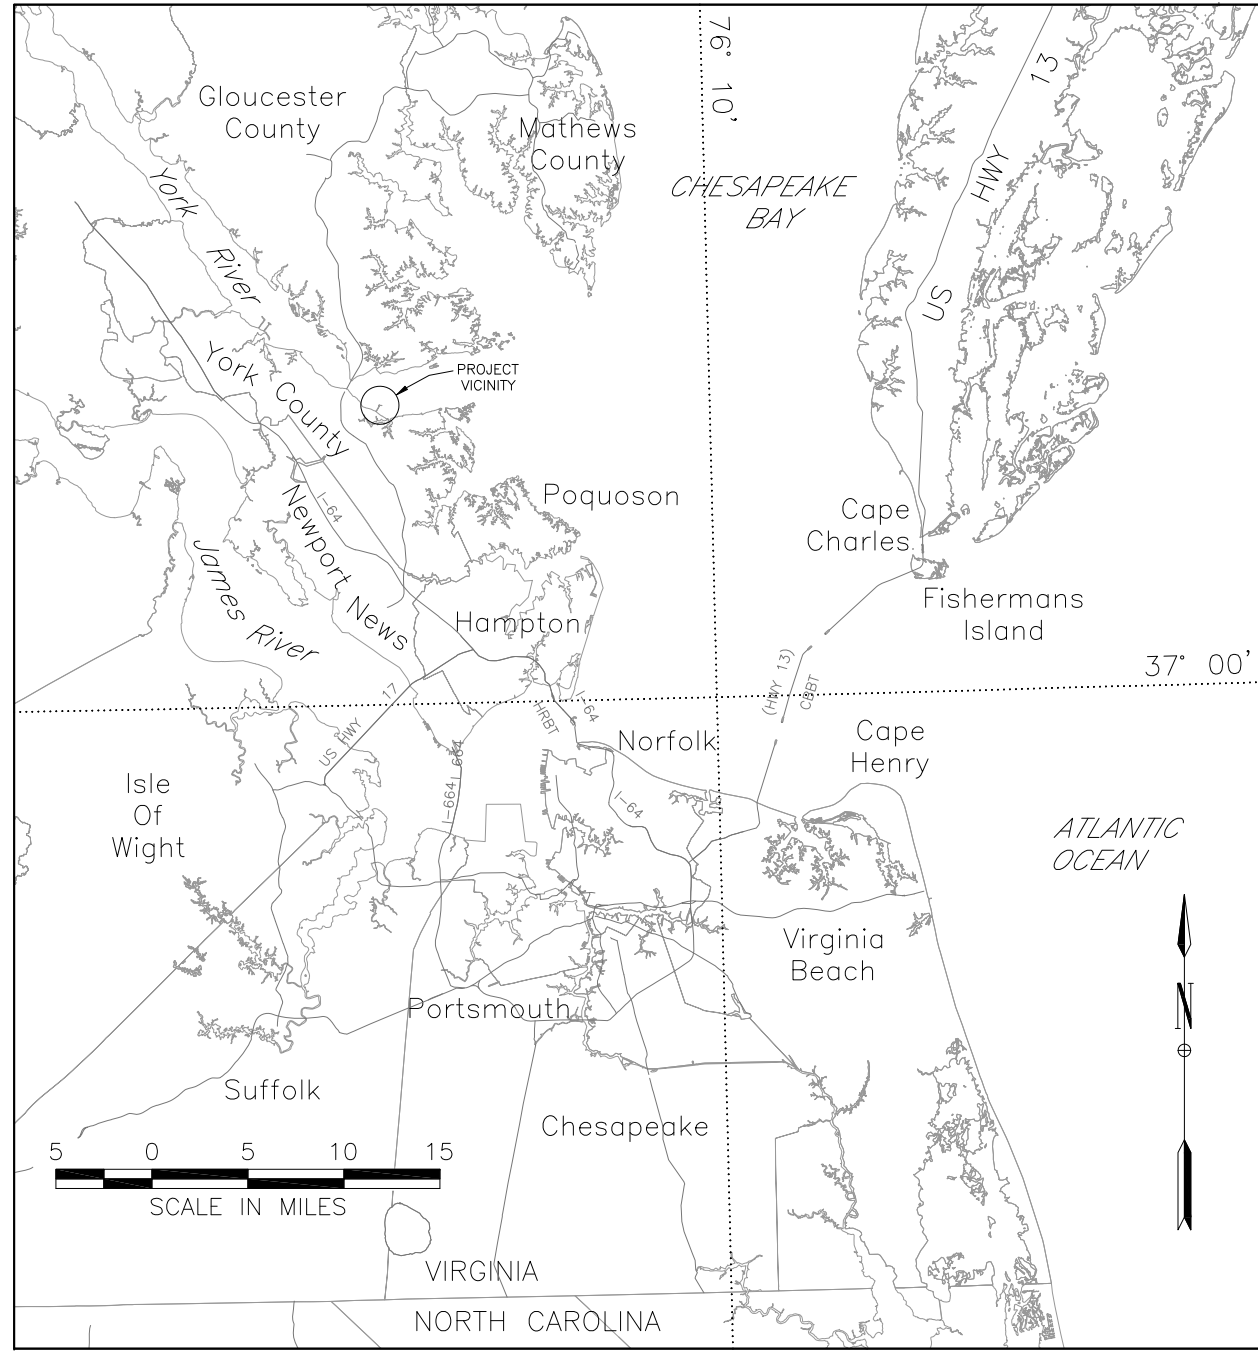 76° 10'
Gloucester
County
Mathews
County
CHESAPEAKE
BAY
US HWY 13
York River
York County
PROJECT
VICINITY
Newport News
I-64
Poquoson
Cape
Charles
James River
Hampton
Fishermans
Island
37° 00'
(HWY 13)
CBBT
US HWY 17
HRBT
I-64
Norfolk
Cape
Henry
I-664
I-664
I-64
Isle
Of
Wight
ATLANTIC
OCEAN
Virginia
Beach
N
Portsmouth
Suffolk
Chesapeake
5 0 5 10 15
SCALE IN MILES
VIRGINIA
NORTH CAROLINA